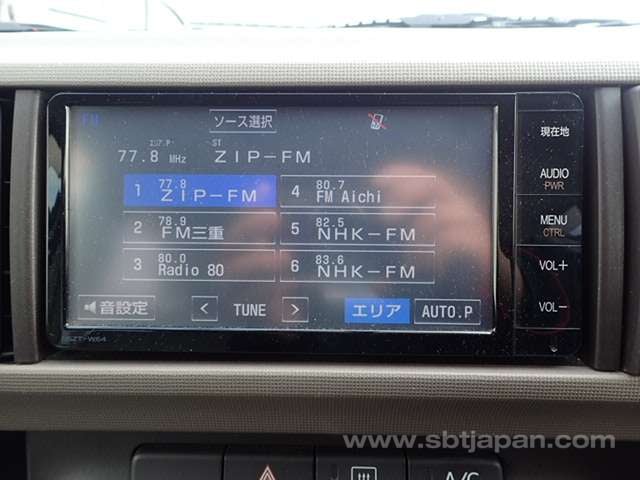 FM
ソース選択
エリア.P
ST
77.8 MHz
ZIP-FM
1 77.8 ZIP-FM
4 80.7 FM Aichi
2 78.9 FM三重
5 82.5 NHK-FM
3 80.0 Radio 80
6 83.6 NHK-FM
音設定
< TUNE >
エリア
AUTO.P
現在地
AUDIO
PWR
MENU
CTRL
VOL+
VOL-
NSZT-W64
A/C
www.sbtjapan.com